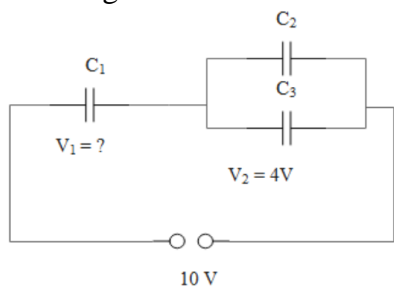 C₂
C₁
C₃
V₁ = ?
V₂ = 4V
10 V